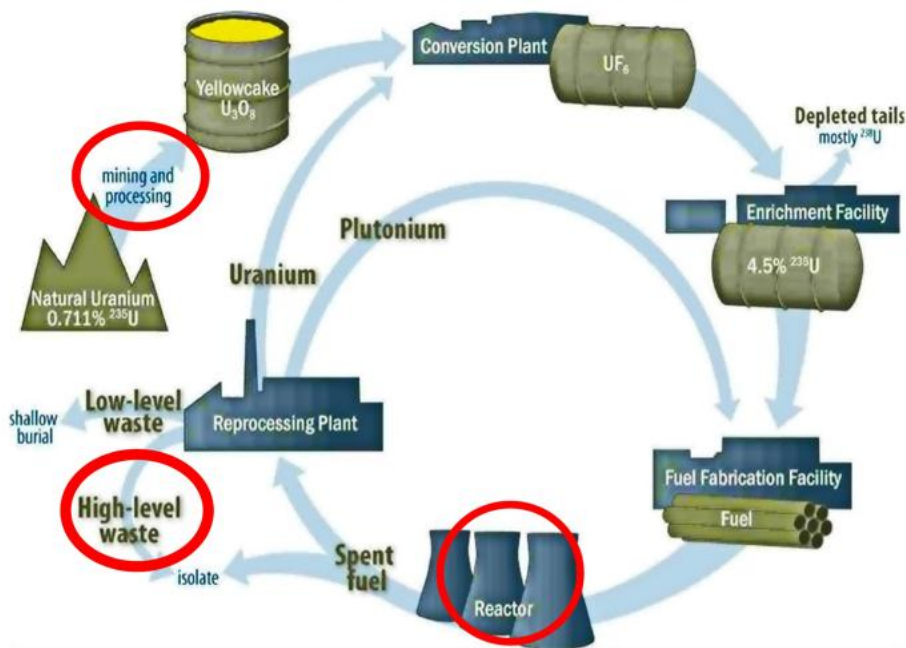 Yellowcake
U₃O₈
Conversion Plant
UF₆
Depleted tails
mostly ²³⁸U
mining and
processing
Enrichment Facility
4.5% ²³⁵U
Plutonium
Uranium
Natural Uranium
0.711% ²³⁵U
Low-level
waste
shallow
burial
Reprocessing Plant
High-level
waste
isolate
Spent
fuel
Reactor
Fuel Fabrication Facility
Fuel